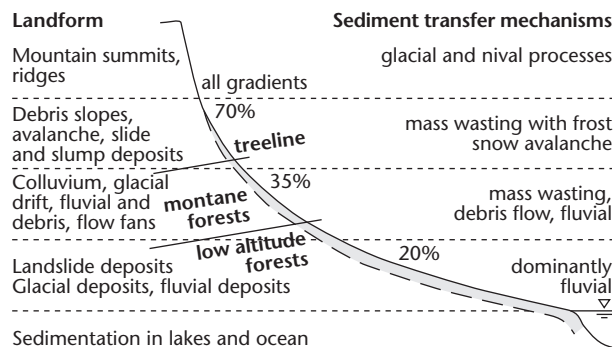 Landform
Sediment transfer mechanisms
Mountain summits,
ridges
glacial and nival processes
all gradients
70%
Debris slopes,
avalanche, slide
and slump deposits
treeline
mass wasting with frost
snow avalanche
35%
Colluvium, glacial
drift, fluvial and
debris, flow fans
montane
forests
mass wasting,
debris flow, fluvial
low altitude
forests
20%
Landslide deposits
Glacial deposits, fluvial deposits
dominantly
fluvial
Sedimentation in lakes and ocean